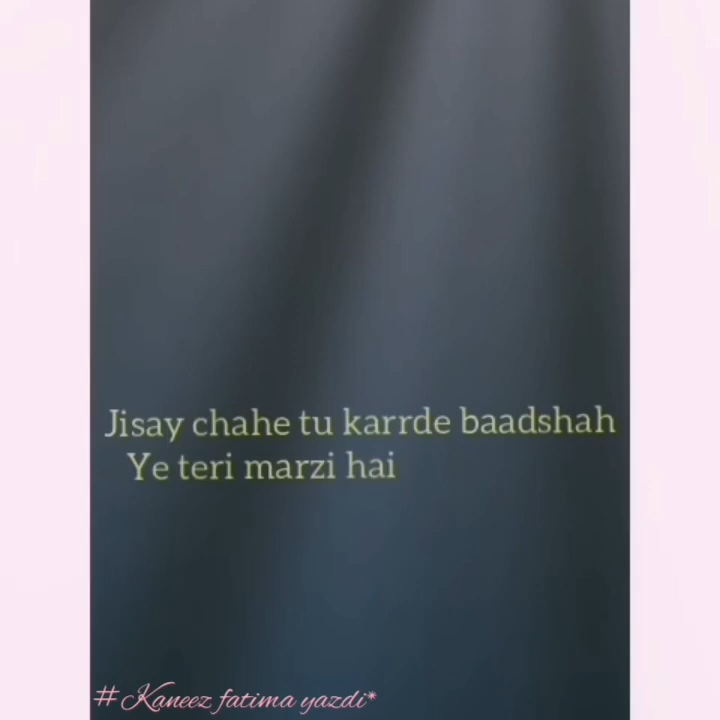 Jisay chahe tu karrde baadshah
Ye teri marzi hai
# Kaneez fatima yazdi*